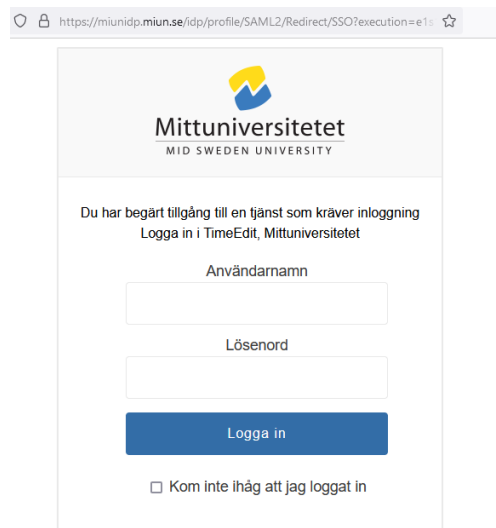 https://miunidp.miun.se/idp/profile/SAML2/Redirect/SSO?execution=e1s
Mittuniversitetet
MID SWEDEN UNIVERSITY
Du har begärt tillgång till en tjänst som kräver inloggning
Logga in i TimeEdit, Mittuniversitetet
Användarnamn
Lösenord
Logga in
Kom inte ihåg att jag loggat in